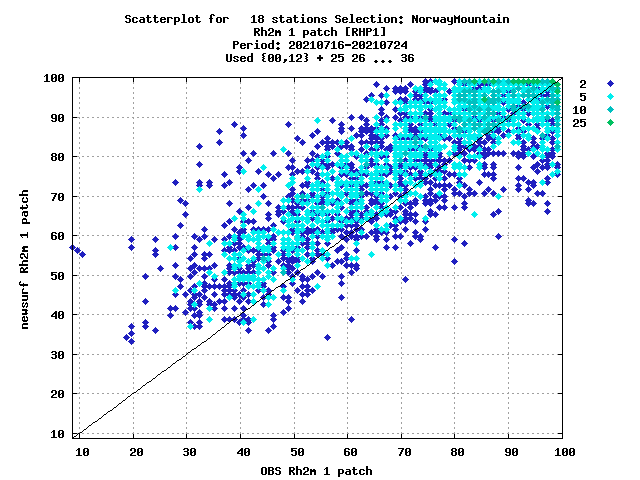 Scatterplot for   18 stations Selection: NorwayMountain
Rh2m 1 patch [RHP1]
Period: 20210716-20210724
Used {00,12} + 25 26 ... 36
100
90
80
70
60
50
40
30
20
10
newsurf Rh2m 1 patch
2
5
10
25
10 20 30 40 50 60 70 80 90 100
OBS Rh2m 1 patch